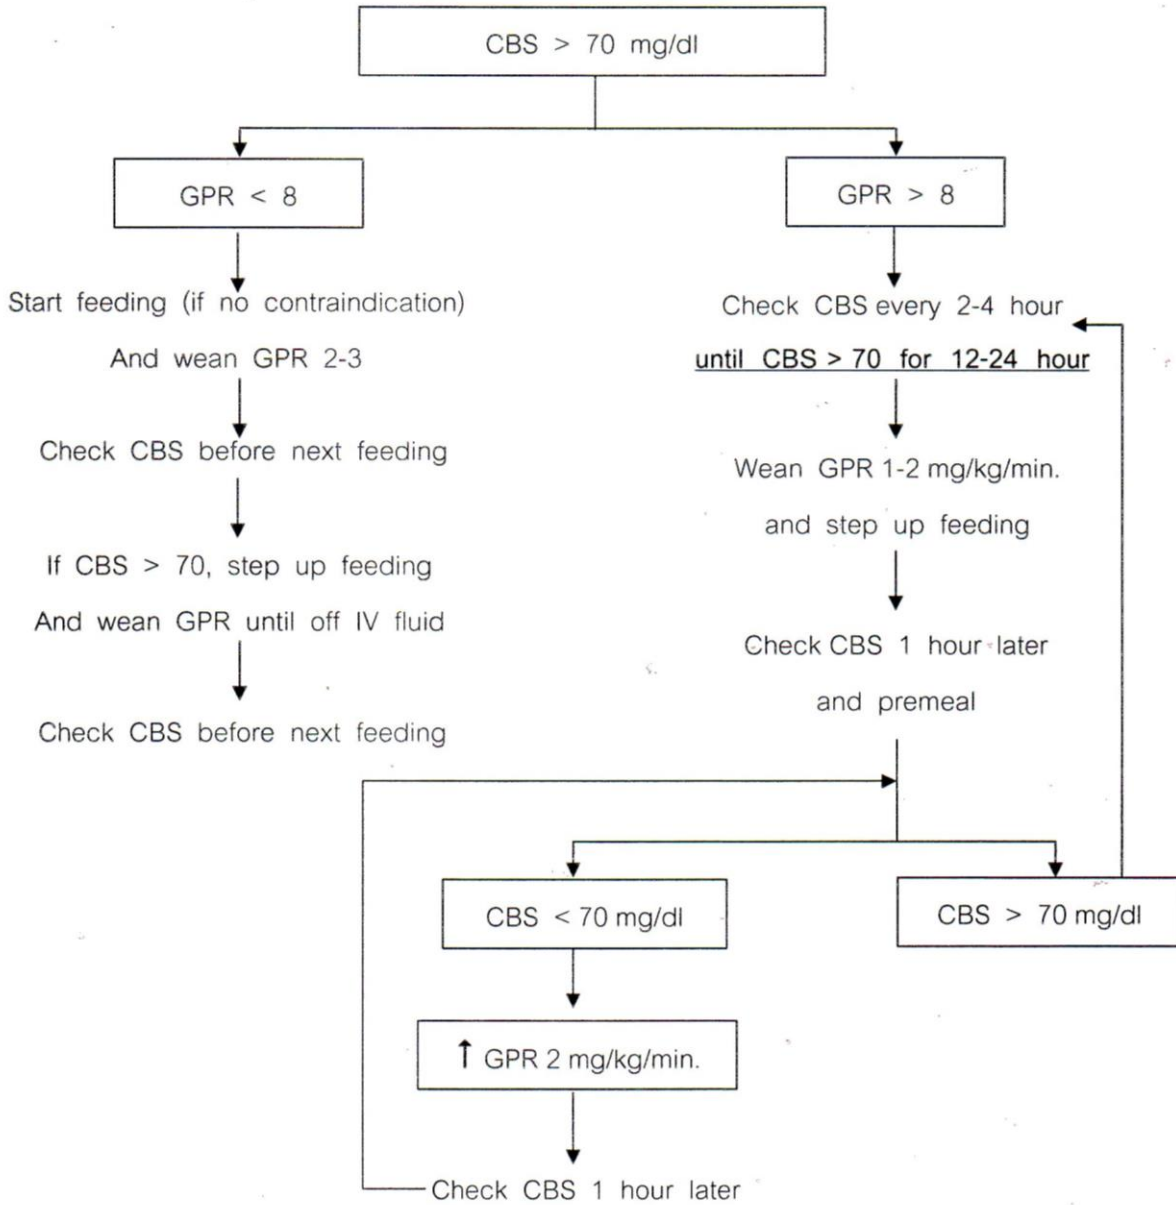 CBS > 70 mg/dl
GPR < 8
Start feeding (if no contraindication)
And wean GPR 2-3
Check CBS before next feeding
If CBS > 70, step up feeding
And wean GPR until off IV fluid
Check CBS before next feeding
GPR > 8
Check CBS every 2-4 hour
until CBS > 70 for 12-24 hour
Wean GPR 1-2 mg/kg/min.
and step up feeding
Check CBS 1 hour later
and premeal
CBS < 70 mg/dl
↑ GPR 2 mg/kg/min.
Check CBS 1 hour later
CBS > 70 mg/dl